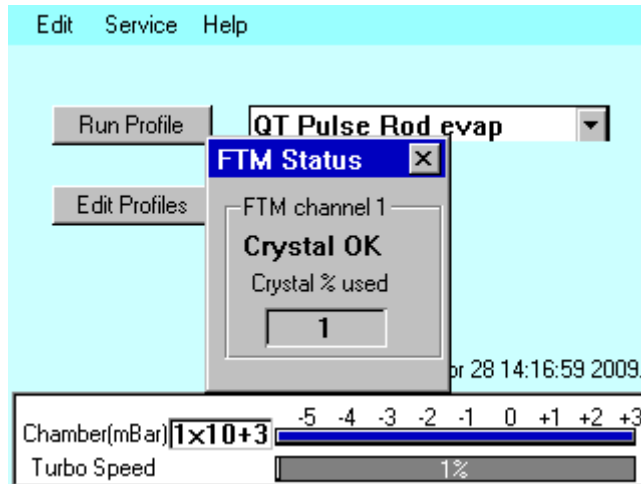 Edit Service Help
Run Profile
QT Pulse Rod evap
FTM Status
Edit Profiles
FTM channel 1
Crystal OK
Crystal % used
1
28 14:16:59 2009
-5 -4 -3 -2 -1 0 +1 +2 +3
Chamber(mBar) 1x10+3
Turbo Speed 1%